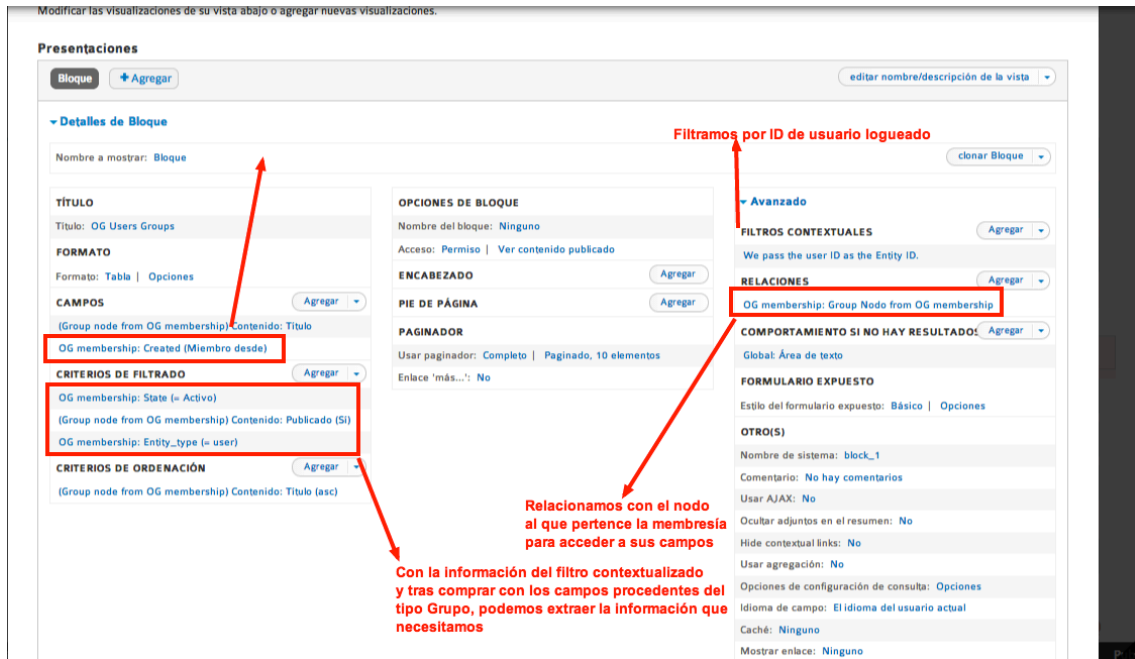 Modificar las visualizaciones de su vista abajo o agregar nuevas visualizaciones.
Presentaciones
Bloque
+ Agregar
editar nombre/descripción de la vista
Detalles de Bloque
Filtramos por ID de usuario logueado
Nombre a mostrar: Bloque
clonar Bloque
TÍTULO
Titulo: OG Users Groups
FORMATO
Formato: Tabla | Opciones
CAMPOS
Agregar
(Group node from OG membership) Contenido: Titulo
OG membership: Created (Miembro desde)
CRITERIOS DE FILTRADO
Agregar
OG membership: State (= Activo)
(Group node from OG membership) Contenido: Publicado (Sí)
OG membership: Entity_type (= user)
CRITERIOS DE ORDENACIÓN
Agregar
(Group node from OG membership) Contenido: Titulo (asc)
OPCIONES DE BLOQUE
Nombre del bloque: Ninguno
Acceso: Permiso | Ver contenido publicado
ENCABEZADO
Agregar
PIE DE PÁGINA
Agregar
PAGINADOR
Usar paginador: Completo | Paginado, 10 elementos
Enlace 'más...': No
Avanzado
FILTROS CONTEXTUALES
Agregar
We pass the user ID as the Entity ID.
RELACIONES
Agregar
OG membership: Group Nodo from OG membership
COMPORTAMIENTO SI NO HAY RESULTADOS
Agregar
Global: Área de texto
FORMULARIO EXPUESTO
Estilo del formulario expuesto: Básico | Opciones
OTRO(S)
Nombre de sistema: block_1
Comentario: No hay comentarios
Usar AJAX: No
Ocultar adjuntos en el resumen: No
Hide contextual links: No
Usar agregación: No
Opciones de configuración de consulta: Opciones
Idioma de campo: El idioma del usuario actual
Caché: Ninguno
Mostrar enlace: Ninguno
Relacionamos con el nodo
al que pertence la membresía
para acceder a sus campos
Con la información del filtro contextualizado
y tras comprar con los campos procedentes del
tipo Grupo, podemos extraer la información que
necesitamos